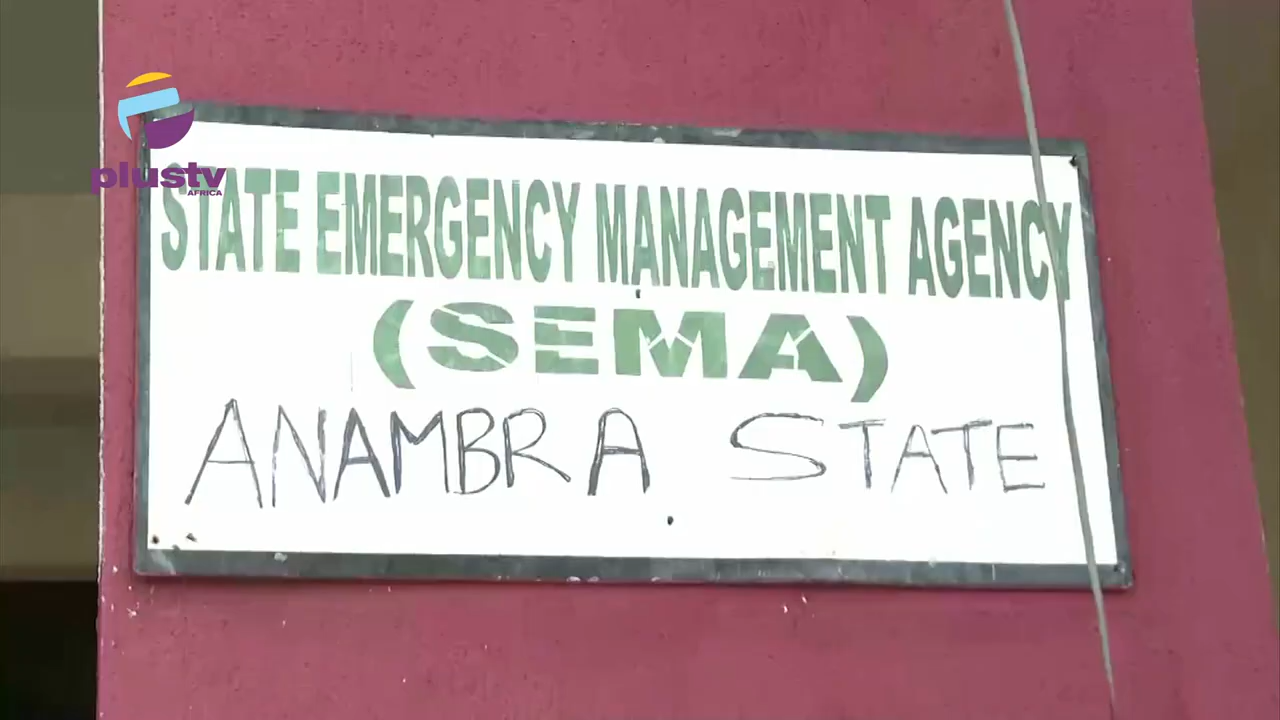 plustv
AFRICA
STATE EMERGENCY MANAGEMENT AGENCY
(SEMA)
ANAMBRA STATE